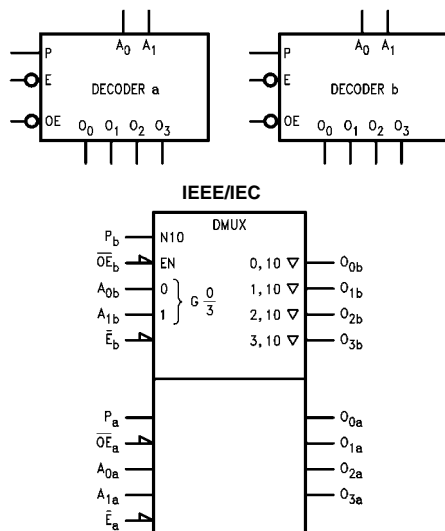 A0 A1 A0 A1
P P
E DECODER a E DECODER b
OE O0 O1 O2 O3 OE O0 O1 O2 O3
IEEE/IEC
DMUX
Pb N10
OEb EN 0,10 ▽ O0b
A0b 0 } G 0/3 1,10 ▽ O1b
A1b 1 2,10 ▽ O2b
Eb 3,10 ▽ O3b
Pa O0a
OEa O1a
A0a O2a
A1a O3a
Ea